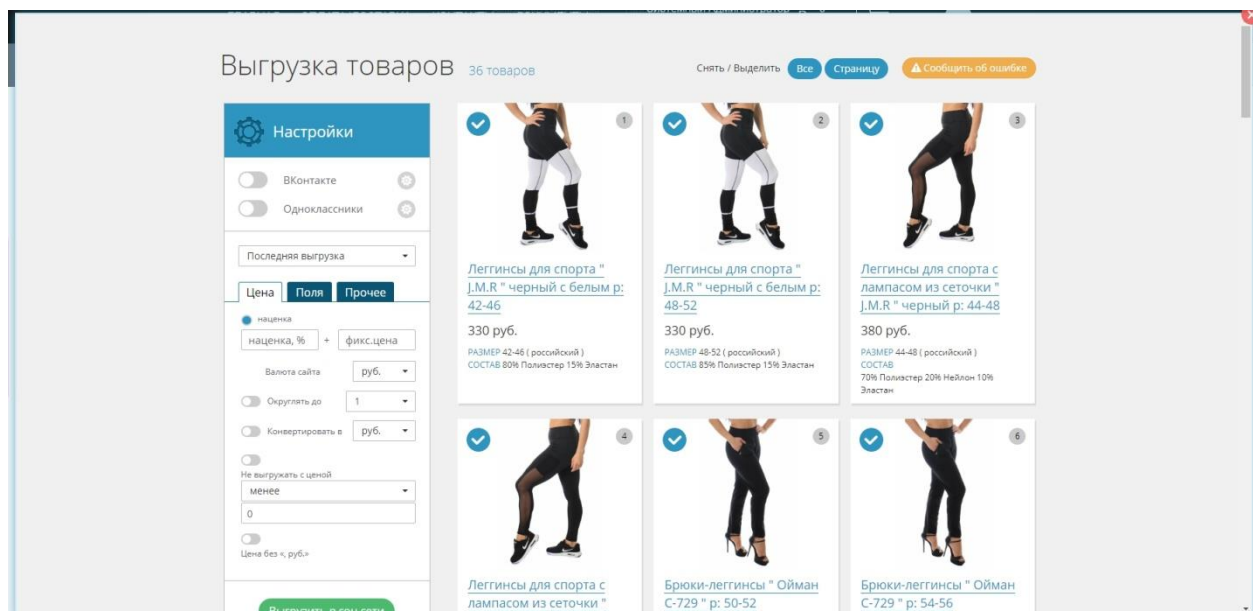 Выгрузка товаров 36 товаров
Снять / Выделить Все Страницу Сообщить об ошибке
Настройки
ВКонтакте
Одноклассники
Последняя выгрузка
Цена Поля Прочее
наценка
наценка, % + фикс.цена
Валюта сайта руб.
Округлять до 1
Конвертировать в руб.
Не выгружать с ценой
менее
0
Цена без «, руб.»
Выгрузить в соц.сети
1
Леггинсы для спорта "
J.M.R " черный с белым р:
42-46
330 руб.
РАЗМЕР 42-46 ( российский )
СОСТАВ 80% Полиэстер 15% Эластан
2
Леггинсы для спорта "
J.M.R " черный с белым р:
48-52
330 руб.
РАЗМЕР 48-52 ( российский )
СОСТАВ 85% Полиэстер 15% Эластан
3
Леггинсы для спорта с
лампасом из сеточки "
J.M.R " черный р: 44-48
380 руб.
РАЗМЕР 44-48 ( российский )
СОСТАВ
70% Полиэстер 20% Нейлон 10%
Эластан
4
Леггинсы для спорта с
лампасом из сеточки "
5
Брюки-леггинсы " Ойман
С-729 " р: 50-52
6
Брюки-леггинсы " Ойман
С-729 " р: 54-56